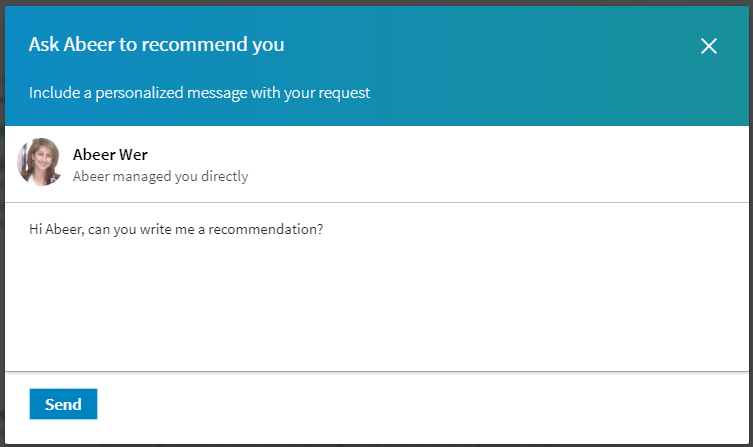 Ask Abeer to recommend you
Include a personalized message with your request
Abeer Wer
Abeer managed you directly
Hi Abeer, can you write me a recommendation?
Send